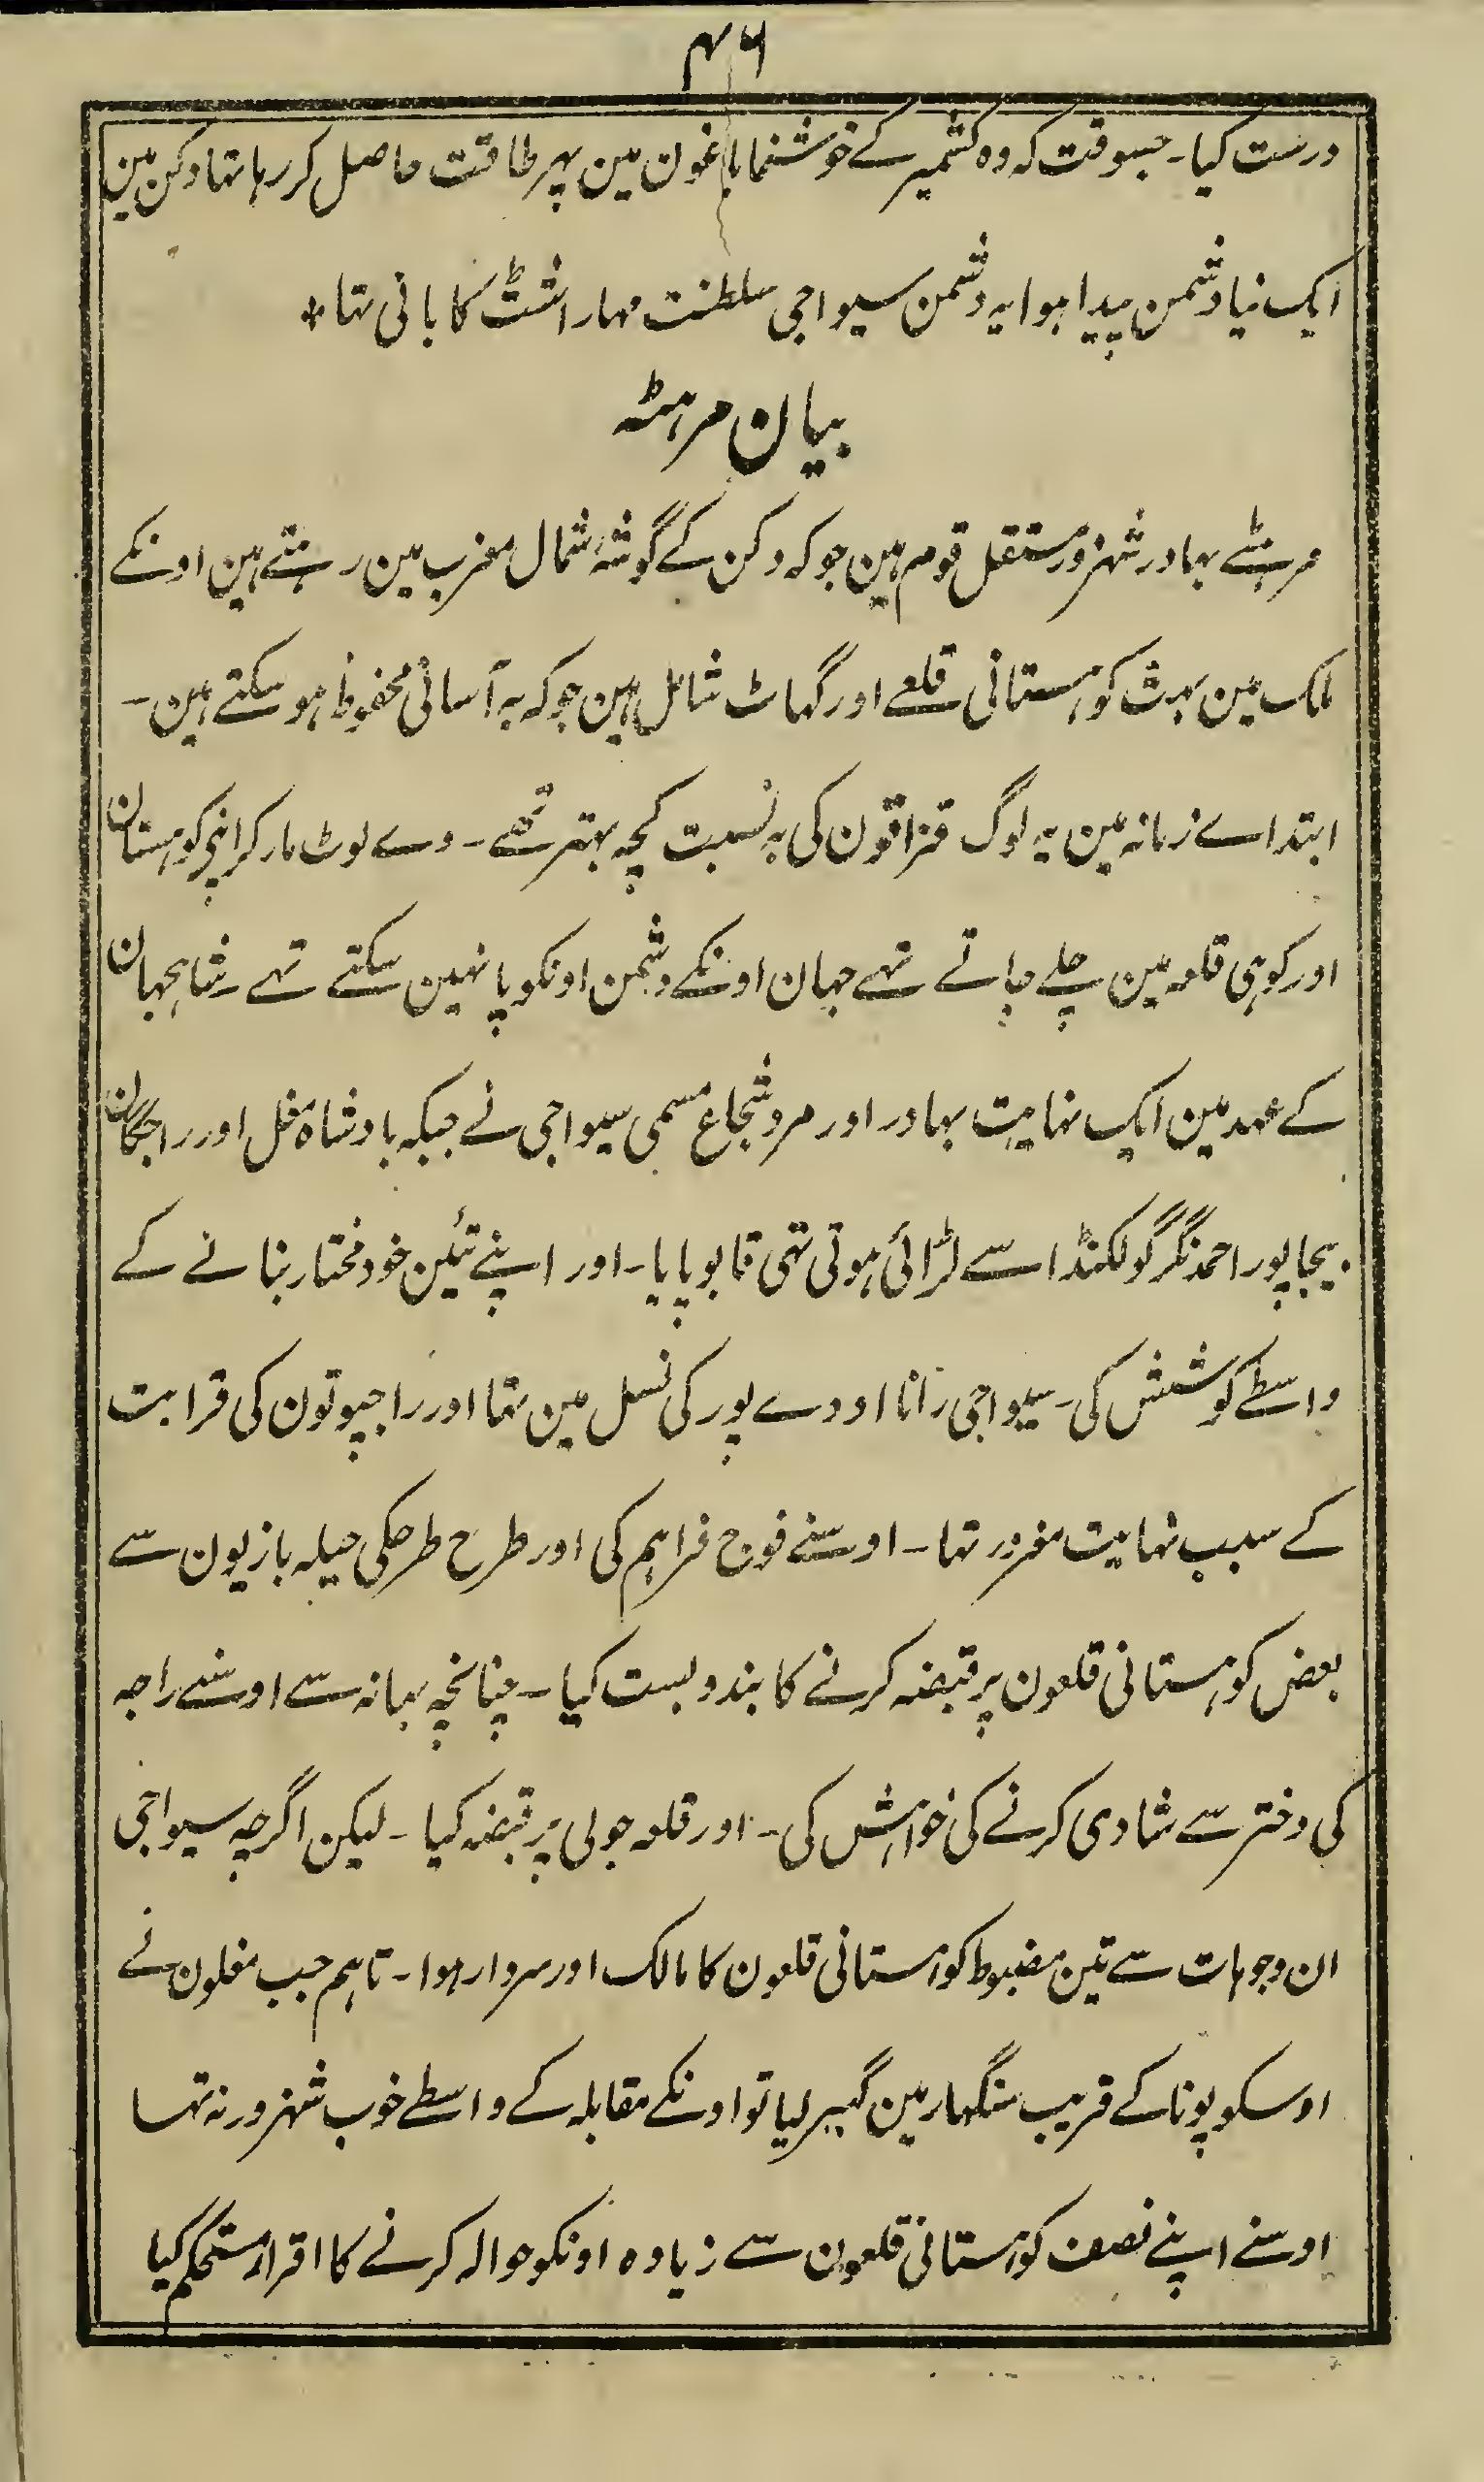 ۴۶
درست کیا۔ جسوقت کہ وہ کشمیر کے خوشنما باغون مین پہر طاقت حاصل کر رہا تہا دکن مین
ایک نیا دشمن پیدا ہوا یہ دشمن سیواجی سلطنت مہاراشٹ کا بانی تہا *
بیان مرہٹہ
مرہٹے بہادر شہزور مستقل قوم ہین جو کہ دکن کے گوشۂ شمال مغرب مین رہتے ہین اونکے
ملک مین بہت کوہستانی قلعے اور گہاٹ شامل ہین جو کہ بہ آسانی محفوظ ہو سکتے ہین۔
ابتداے زمانہ مین یہ لوگ قزاقون کی بہ نسبت کچہ بہتر تھے۔ وے لوٹ مار کر اپنی کوہستان
اور کوہی قلعہ مین چلے جاتے تہے جہان اونکے دشمن اونکو پا نہین سکتے تہے شاہجہان
کے عہد مین ایک نہایت بہادر اور مرد شجاع مسمی سیواجی نے جبکہ بادشاہ مغل اور راجگان
بیجاپور احمدنگر گولکنڈا سے لڑائی ہوتی تہی قابو پایا۔ اور اپنے تئین خود مختار بنانے کے
واسطے کوشش کی۔ سیواجی رانا اودے پور کی نسل مین تہا اور راجپوتون کی قرابت
کے سبب نہایت مغرور تہا۔ اوسنے فوج فراہم کی اور طرح طرحکی حیلہ بازیون سے
بعض کوہستانی قلعون پر قبضہ کرنے کا بندوبست کیا۔ چنانچہ بہانہ سے اوسنے راجہ
کی دختر سے شادی کرنے کی خواہش کی۔ اور قلعہ جولی پر قبضہ کیا۔ لیکن اگرچہ سیواجی
ان وجوہات سے تین مضبوط کوہستانی قلعون کا مالک اور سردار ہوا۔ تاہم جب مغلون نے
اوسکو پونا کے قریب سنگہار مین گہیر لیا تو اونکے مقابلہ کے واسطے خوب شہزور نہ تہا
اوسنے اپنے نصف کوہستانی قلعون سے زیادہ اونکو حوالہ کرنے کا اقرار مستحکم کیا